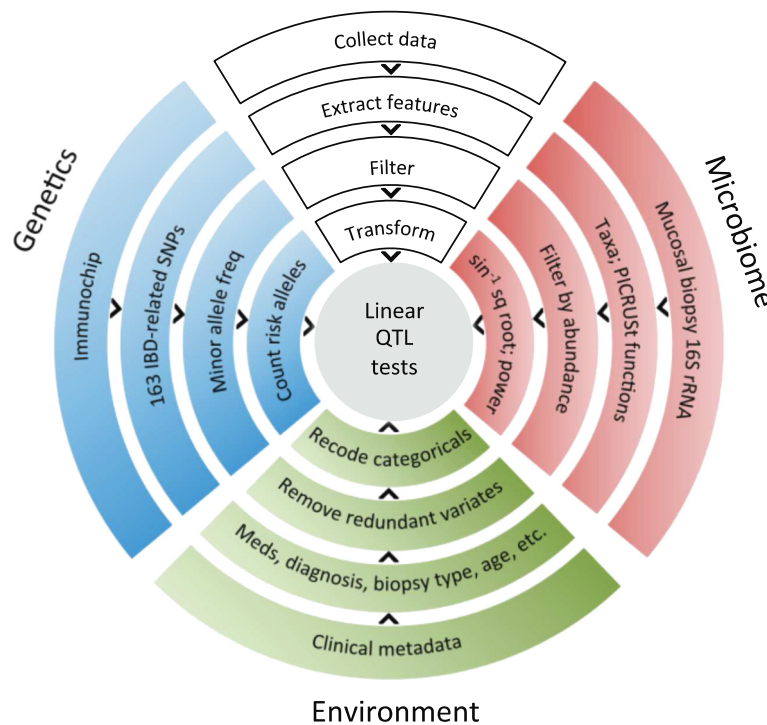 Collect data
Extract features
Filter
Transform
Genetics
Immunochip
163 IBD-related SNPs
Minor allele freq
Count risk alleles
Linear
QTL
tests
sin-1 sq root; power
Filter by abundance
Taxa; PICRUSt functions
Mucosal biopsy 16S rRNA
Microbiome
Recode categoricals
Remove redundant variates
Meds, diagnosis, biopsy type, age, etc.
Clinical metadata
Environment